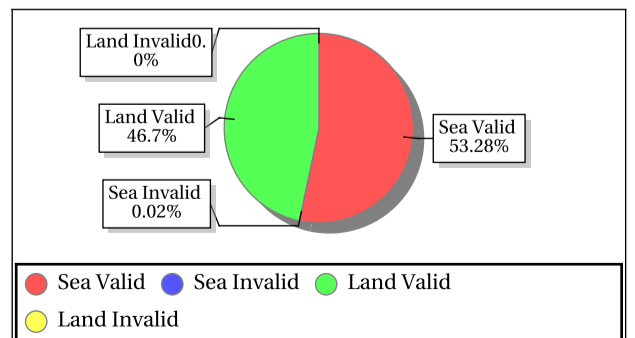 Land Invalid0.
0%
Land Valid
46.7%
Sea Invalid
0.02%
Sea Valid
53.28%
Sea Valid Sea Invalid Land Valid
Land Invalid